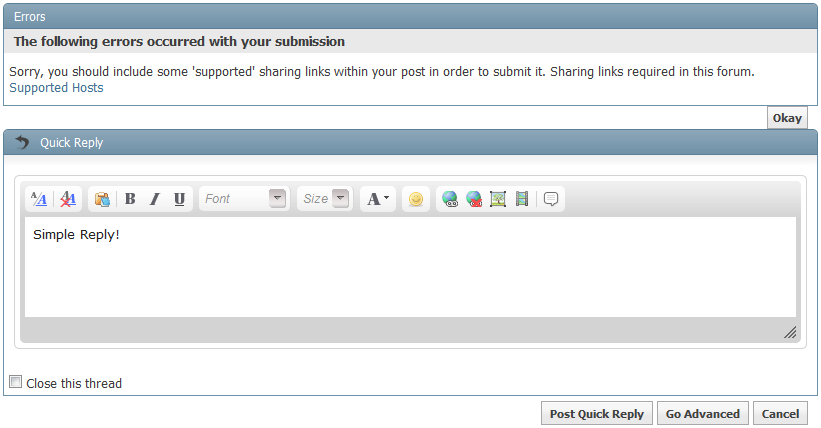 Errors
The following errors occurred with your submission
Sorry, you should include some 'supported' sharing links within your post in order to submit it. Sharing links required in this forum.
Supported Hosts
Okay
Quick Reply
A/A A/A B I U Font Size A
Simple Reply!
Close this thread
Post Quick Reply Go Advanced Cancel